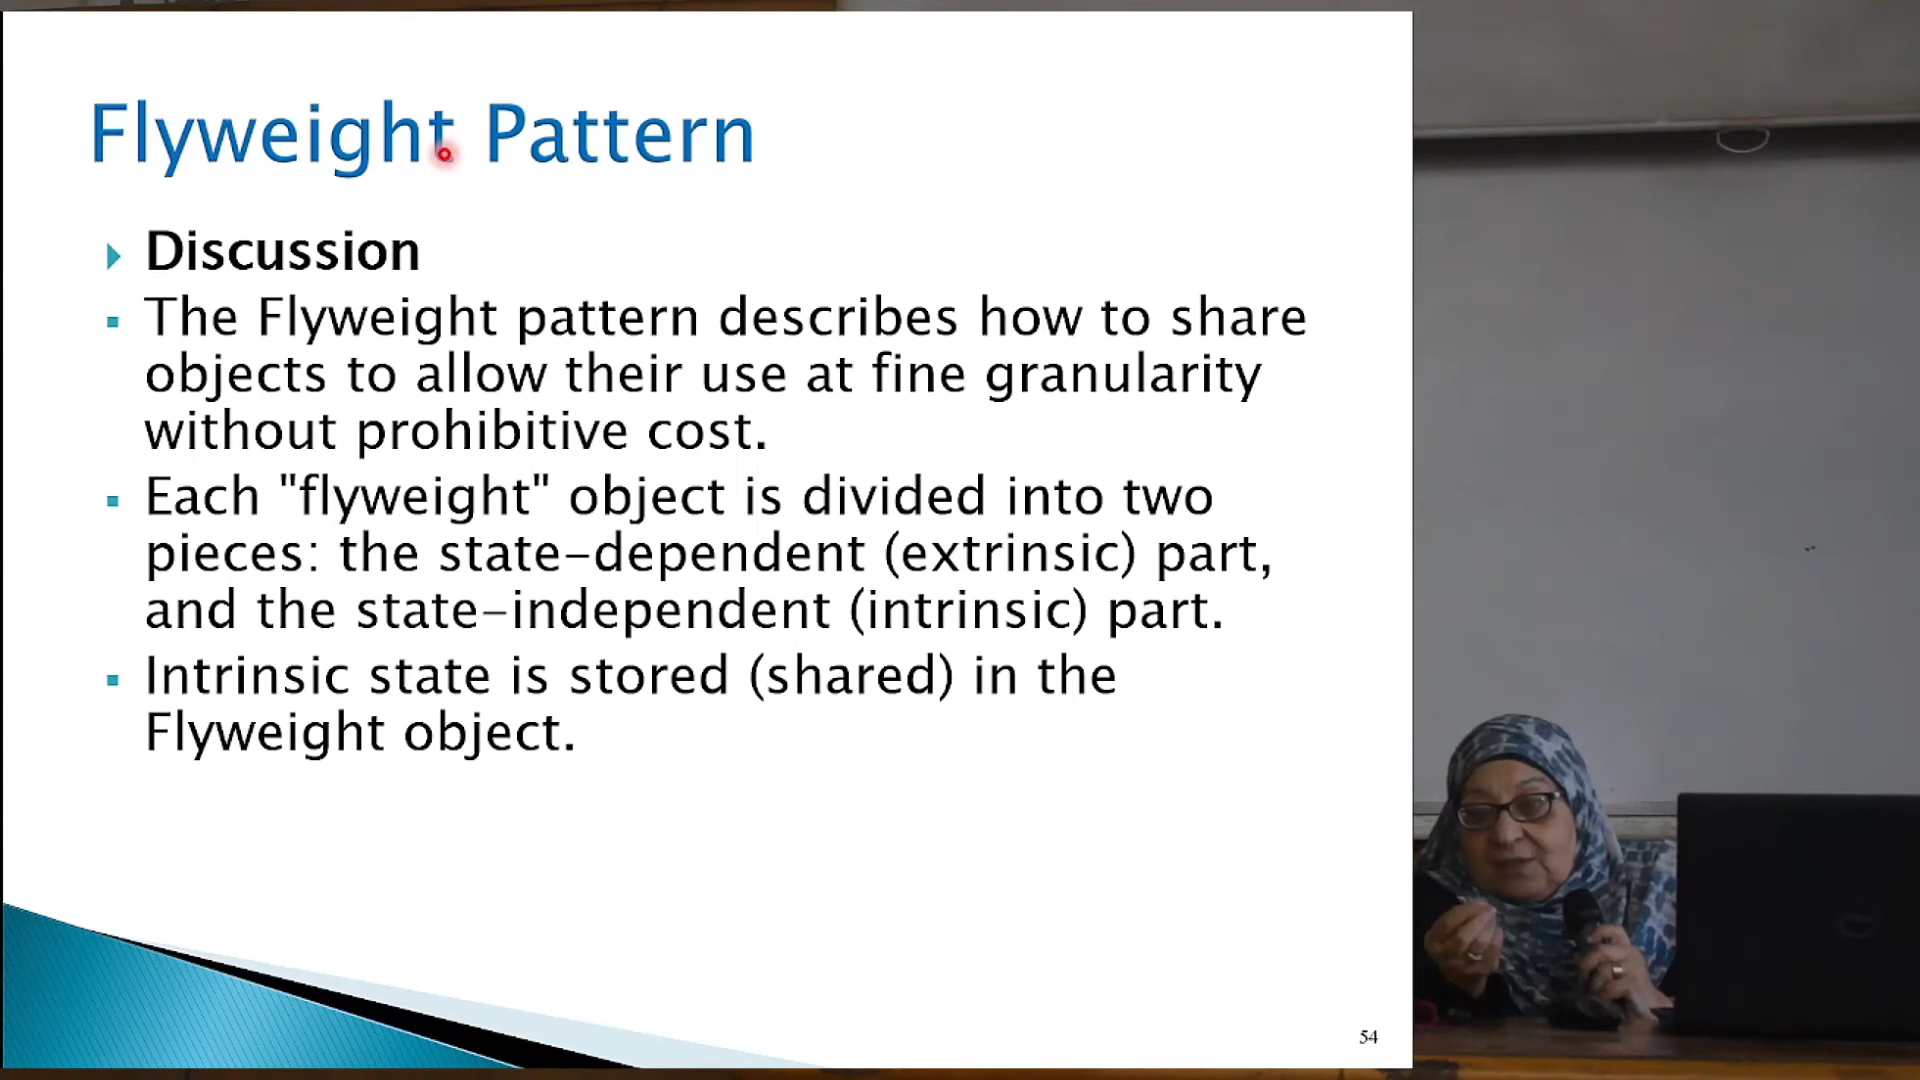 Flyweight Pattern
Discussion
The Flyweight pattern describes how to share
objects to allow their use at fine granularity
without prohibitive cost.
Each "flyweight" object is divided into two
pieces: the state-dependent (extrinsic) part,
and the state-independent (intrinsic) part.
Intrinsic state is stored (shared) in the
Flyweight object.
54